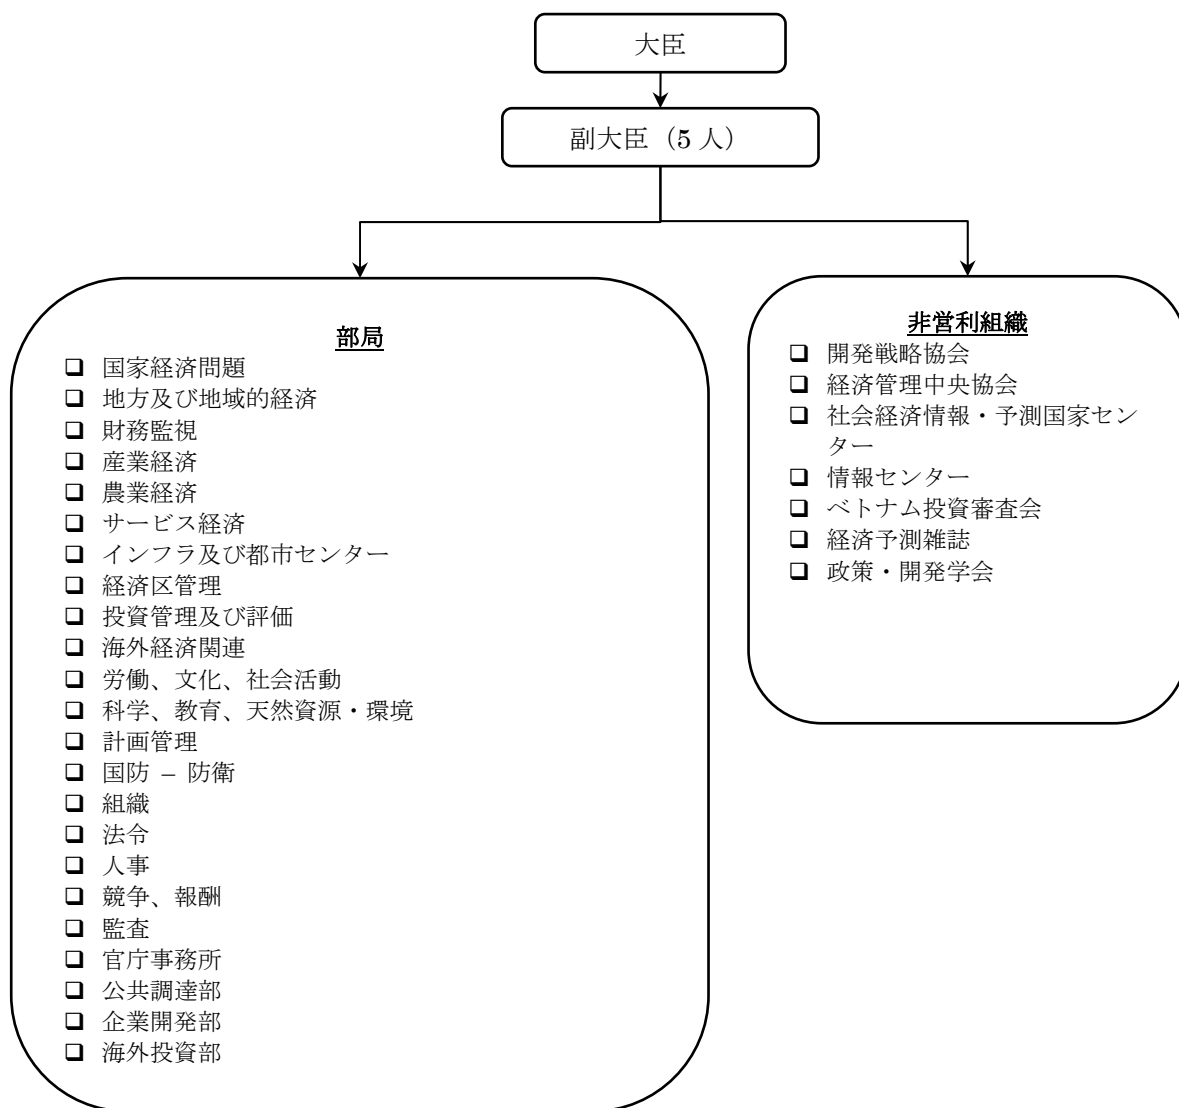 大臣
副大臣（5 人）
部局
❑ 国家経済問題
❑ 地方及び地域的経済
❑ 財務監視
❑ 産業経済
❑ 農業経済
❑ サービス経済
❑ インフラ及び都市センター
❑ 経済区管理
❑ 投資管理及び評価
❑ 海外経済関連
❑ 労働、文化、社会活動
❑ 科学、教育、天然資源・環境
❑ 計画管理
❑ 国防 – 防衛
❑ 組織
❑ 法令
❑ 人事
❑ 競争、報酬
❑ 監査
❑ 官庁事務所
❑ 公共調達部
❑ 企業開発部
❑ 海外投資部
非営利組織
❑ 開発戦略協会
❑ 経済管理中央協会
❑ 社会経済情報・予測国家セン
ター
❑ 情報センター
❑ ベトナム投資審査会
❑ 経済予測雑誌
❑ 政策・開発学会